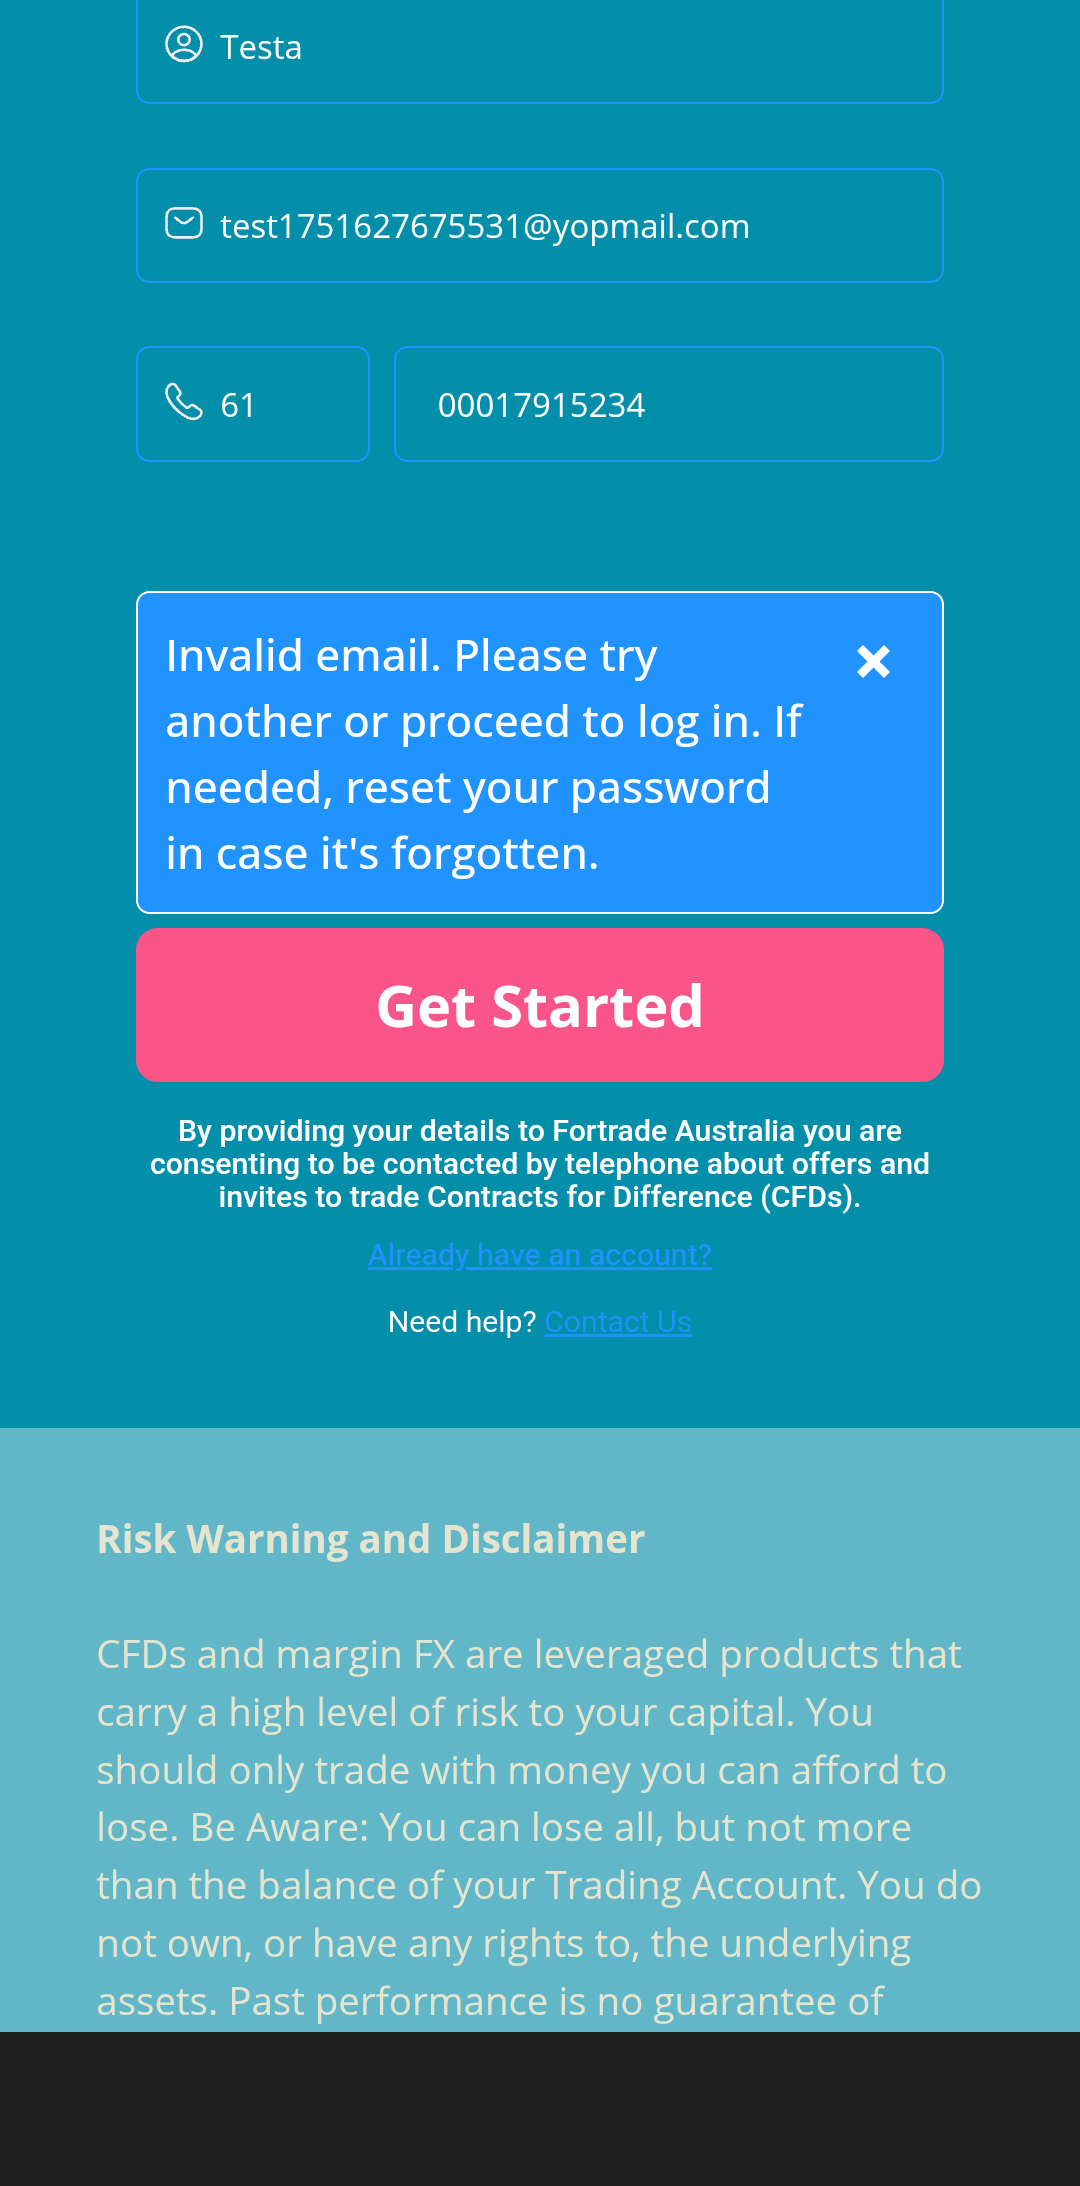 Testa
test1751627675531@yopmail.com
61
00017915234
Invalid email. Please try
another or proceed to log in. If
needed, reset your password
in case it's forgotten.
Get Started
By providing your details to Fortrade Australia you are
consenting to be contacted by telephone about offers and
invites to trade Contracts for Difference (CFDs).
Already have an account?
Need help? Contact Us
Risk Warning and Disclaimer
CFDs and margin FX are leveraged products that
carry a high level of risk to your capital. You
should only trade with money you can afford to
lose. Be Aware: You can lose all, but not more
than the balance of your Trading Account. You do
not own, or have any rights to, the underlying
assets. Past performance is no guarantee of